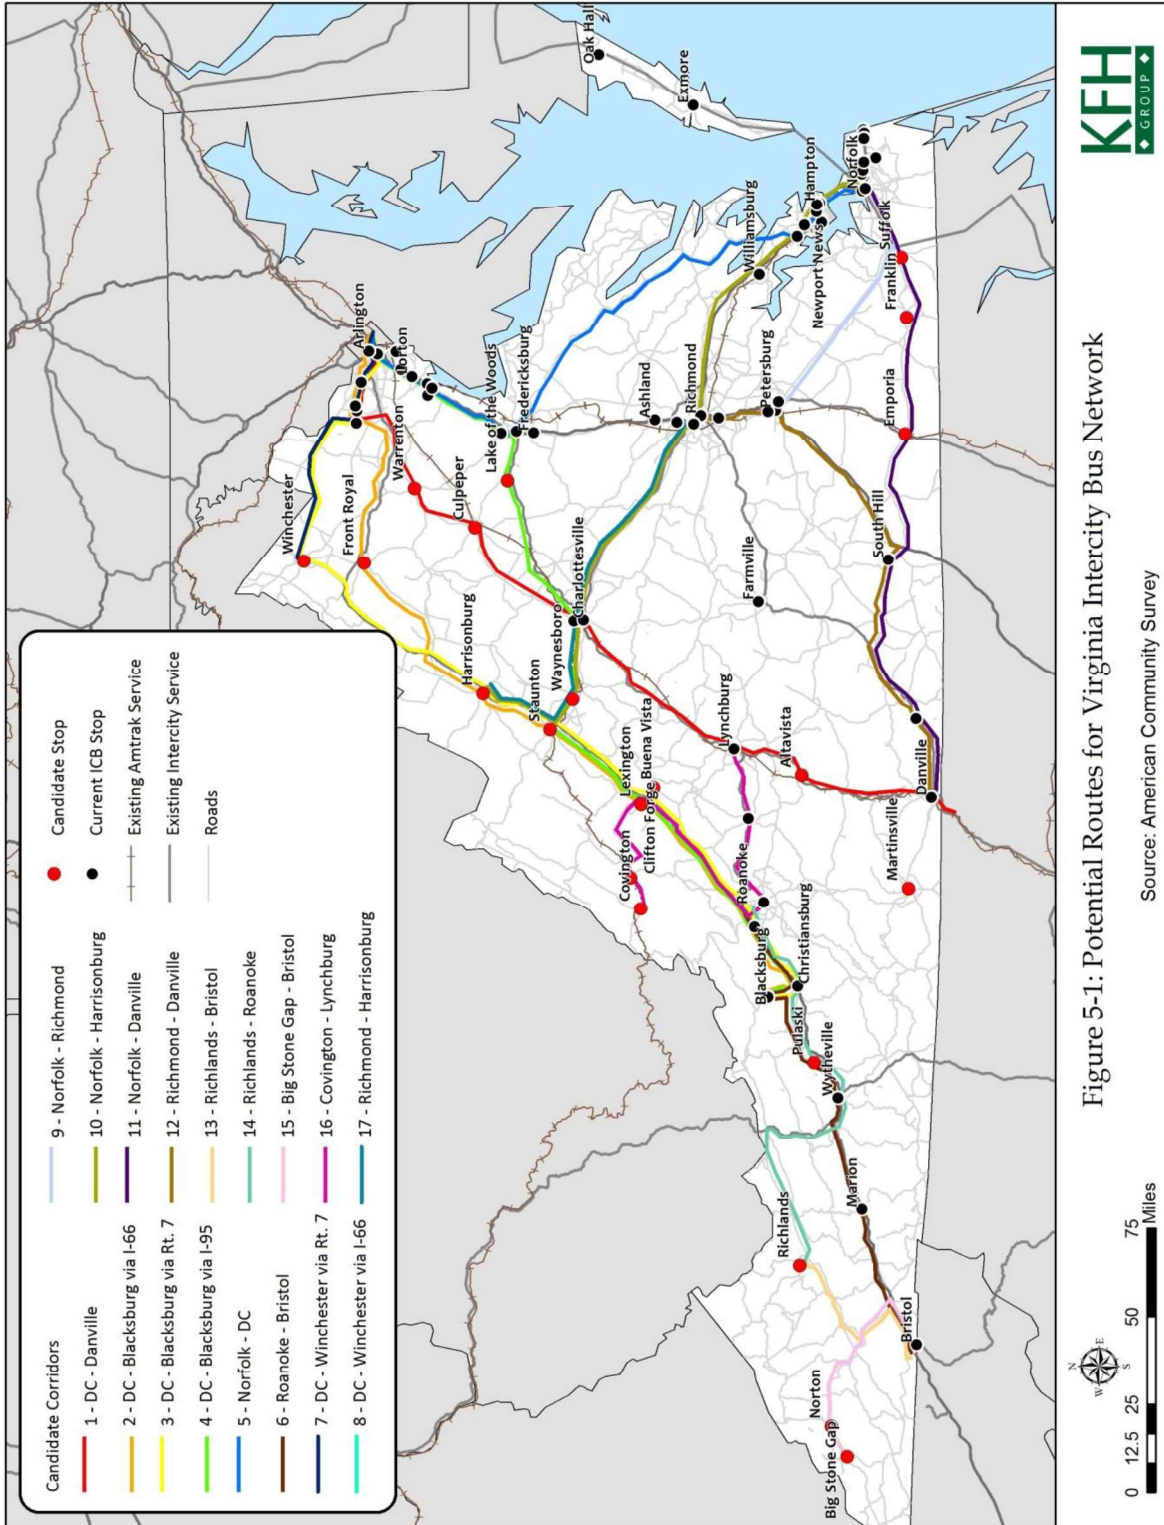 Candidate Corridors
1 - DC - Danville
2 - DC - Blacksburg via I-66
3 - DC - Blacksburg via Rt. 7
4 - DC - Blacksburg via I-95
5 - Norfolk - DC
6 - Roanoke - Bristol
7 - DC - Winchester via Rt. 7
8 - DC - Winchester via I-66
9 - Norfolk - Richmond
10 - Norfolk - Harrisonburg
11 - Norfolk - Danville
12 - Richmond - Danville
13 - Richlands - Bristol
14 - Richlands - Roanoke
15 - Big Stone Gap - Bristol
16 - Covington - Lynchburg
17 - Richmond - Harrisonburg
Candidate Stop
Current ICB Stop
Existing Amtrak Service
Existing Intercity Service
Roads
Winchester
Front Royal
Arlington
Lorton
Warrenton
Culpeper
Lake of the Woods
Fredericksburg
Harrisonburg
Staunton
Waynesboro
Charlottesville
Ashland
Richmond
Petersburg
Williamsburg
Newport News
Hampton
Norfolk
Suffolk
Franklin
Emporia
South Hill
Farmville
Exmore
Oak Hall
Lexington
Buena Vista
Clifton Forge
Covington
Lynchburg
Altavista
Danville
Martinsville
Roanoke
Blacksburg
Christiansburg
Pulaski
Wytheville
Marion
Richlands
Bristol
Norton
Big Stone Gap
N
W E
S
0 12.5 25 50 75
Miles
Figure 5-1: Potential Routes for Virginia Intercity Bus Network
Source: American Community Survey
KFH
GROUP